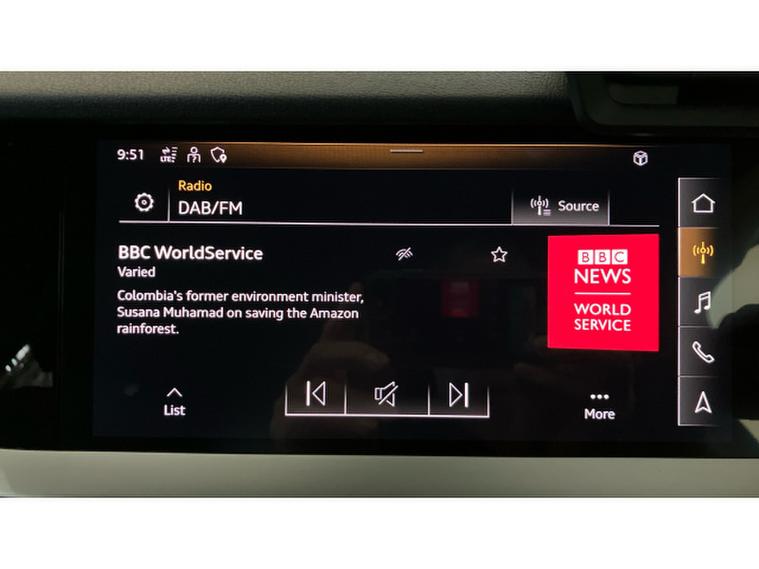 9:51
LTE
Radio
DAB/FM
Source
BBC WorldService
Varied
Colombia's former environment minister,
Susana Muhamad on saving the Amazon
rainforest.
BBC
NEWS
WORLD
SERVICE
List
More